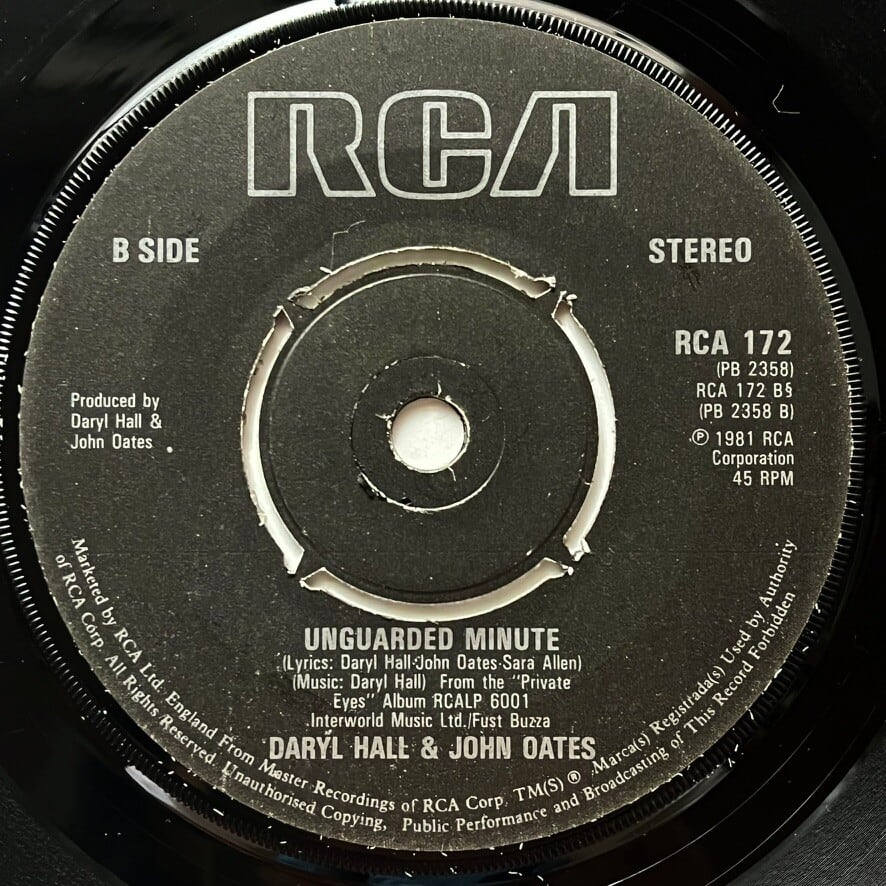 RCA
B SIDE
STEREO
RCA 172
(PB 2358)
RCA 172 B§
(PB 2358 B)
℗ 1981 RCA
Corporation
45 RPM
Produced by
Daryl Hall &
John Oates
UNGUARDED MINUTE
(Lyrics: Daryl Hall·John Oates·Sara Allen)
(Music: Daryl Hall) From the "Private
Eyes" Album RCALP 6001
Interworld Music Ltd./Fust Buzza
DARYL HALL & JOHN OATES
Marketed by RCA Ltd. England From Master Recordings of RCA Corp. TM(S) ® Marca(s) Registrada(s) Used by Authority
of RCA Corp. All Rights Reserved. Unauthorised Copying, Public Performance and Broadcasting of This Record Forbidden